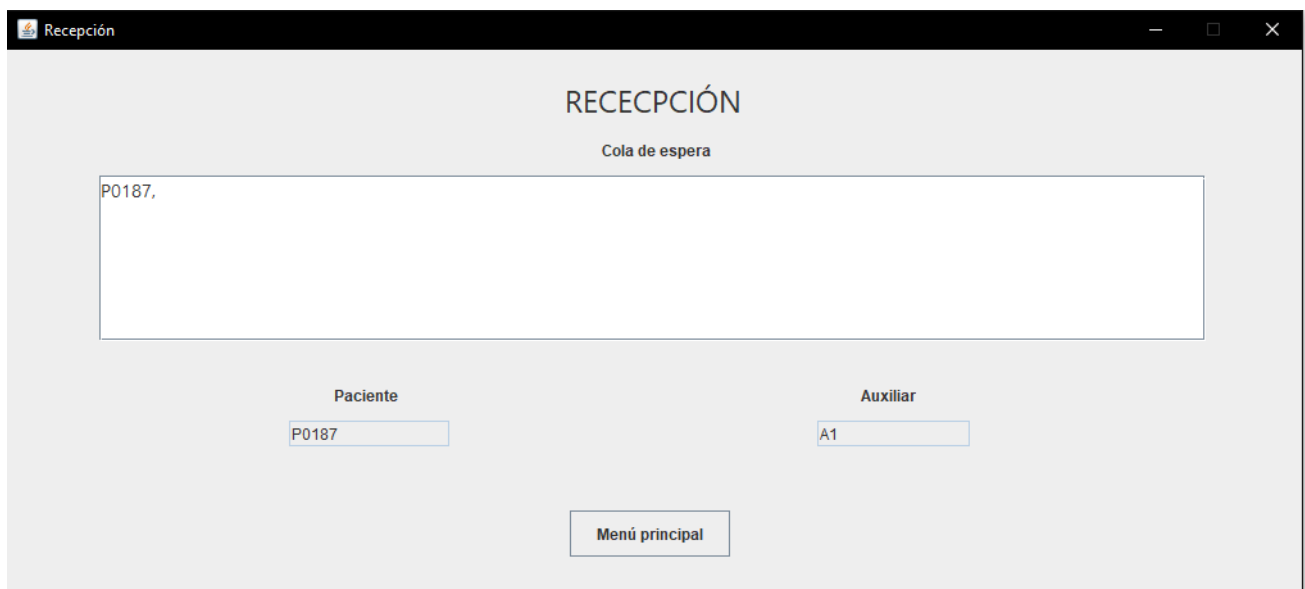 Recepción
RECECPCIÓN
Cola de espera
P0187,
Paciente
Auxiliar
P0187
A1
Menú principal